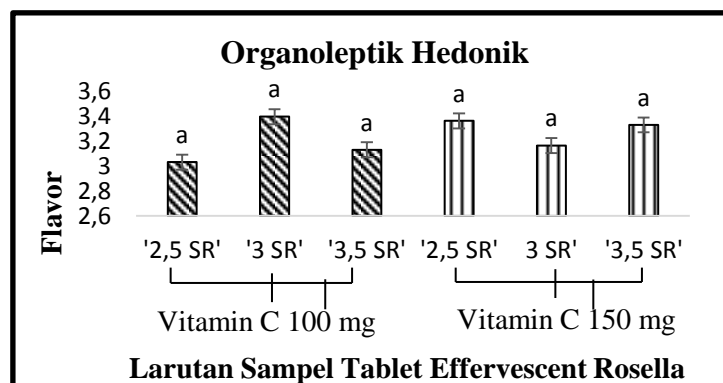 Organoleptik Hedonik
3,6
3,4
3,2
3
2,8
2,6
Flavor
a a a a a a
'2,5 SR' '3 SR' '3,5 SR' '2,5 SR' 3 SR' '3,5 SR'
Vitamin C 100 mg Vitamin C 150 mg
Larutan Sampel Tablet Effervescent Rosella